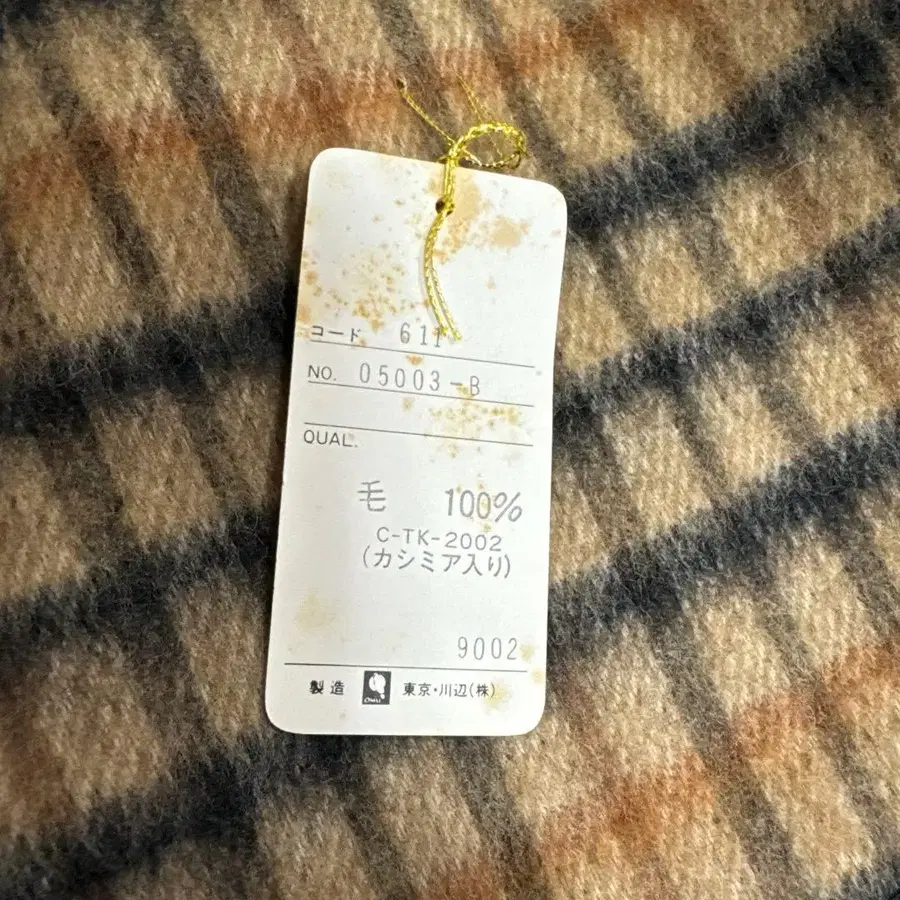 コード 611
NO. 05003-B
QUAL.
毛 100%
C-TK-2002
(カシミア入り)
9002
製造 東京・川辺(株)